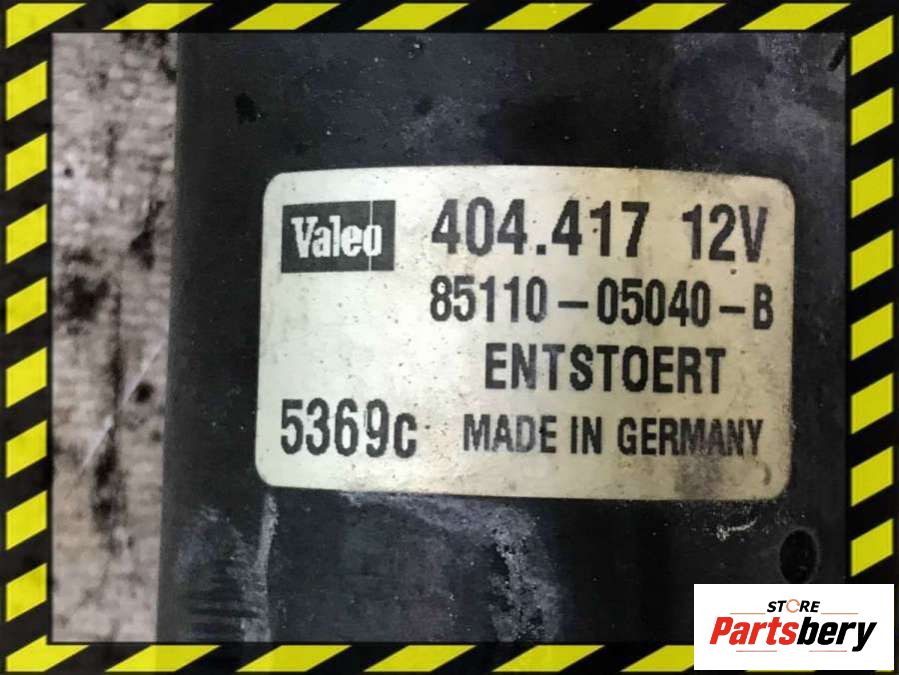 Valeo 404.417 12V
85110-05040-B
ENTSTOERT
5369c MADE IN GERMANY
STORE
Partsbery